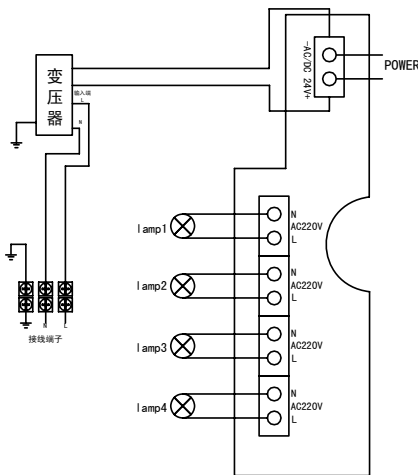 变压器
输入端
L
N
-AC/DC 24V+
POWER
lamp1
N
AC220V
L
lamp2
N
AC220V
L
lamp3
N
AC220V
L
lamp4
N
AC220V
L
N
L
接线端子